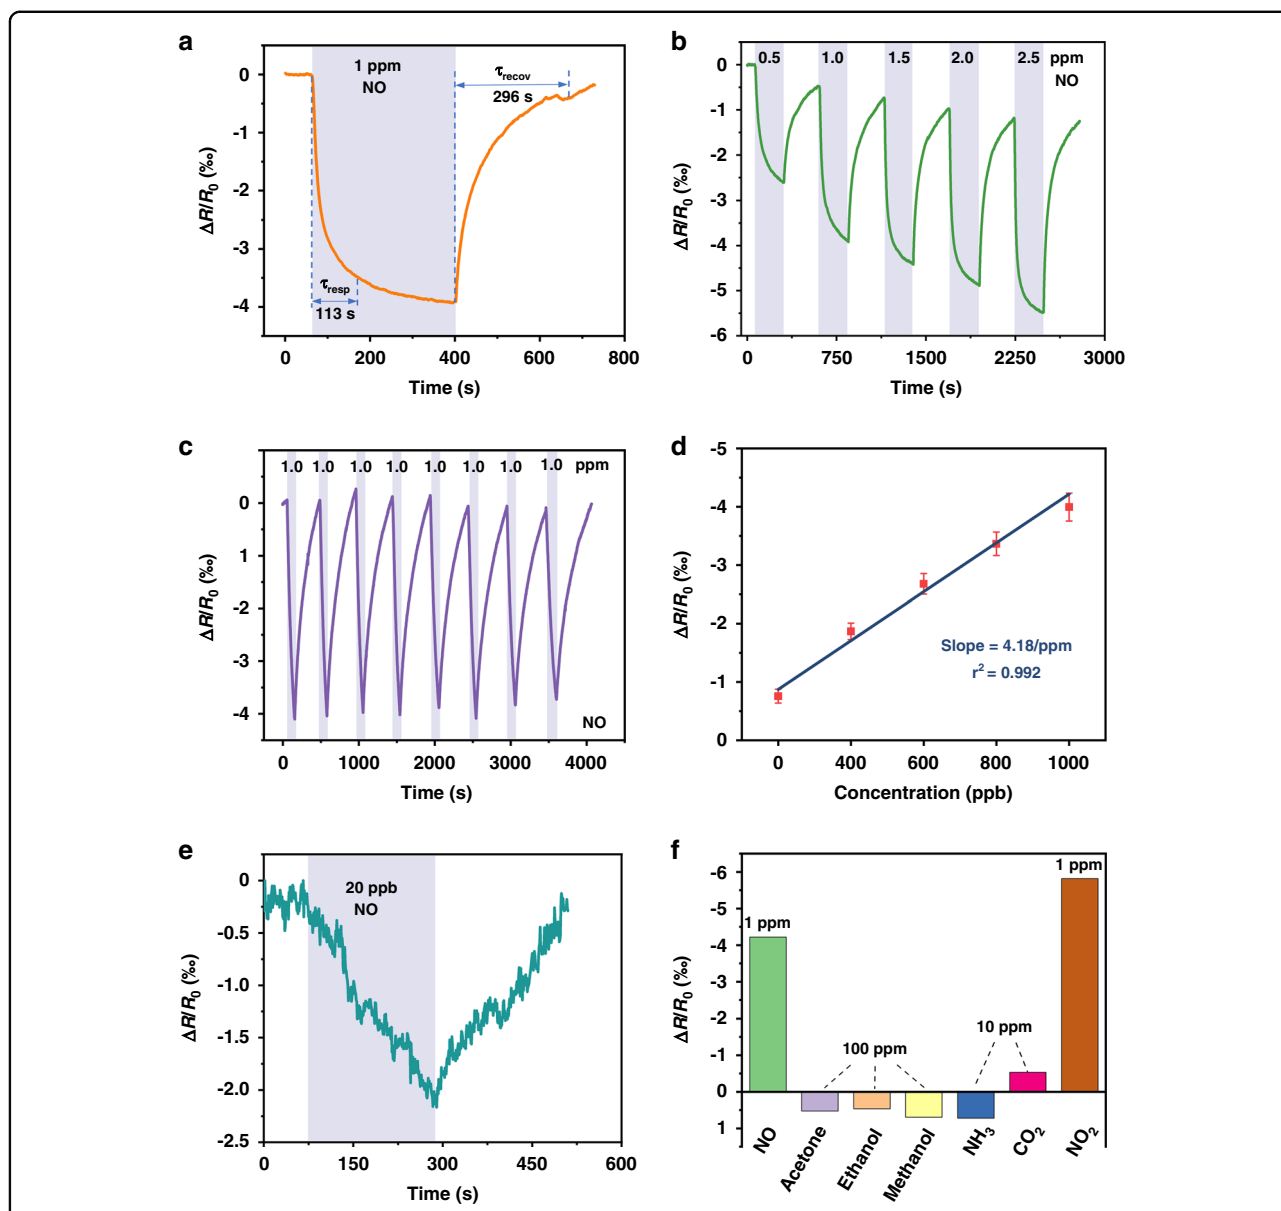 a
1 ppm
NO
τrecov
296 s
τresp
113 s
0
-1
-2
-3
-4
ΔR/R0 (‰)
0 200 400 600 800
Time (s)
b
0.5 1.0 1.5 2.0 2.5 ppm
NO
0
-1
-2
-3
-4
-5
-6
ΔR/R0 (‰)
0 750 1500 2250 3000
Time (s)
c
1.0 1.0 1.0 1.0 1.0 1.0 1.0 1.0 ppm
0
1
-2
-3
-4
NO
ΔR/R0 (‰)
0 1000 2000 3000 4000
Time (s)
d
-5
-4
-3
-2
-1
0
ΔR/R0 (‰)
Slope = 4.18/ppm
r² = 0.992
0 400 600 800 1000
Concentration (ppb)
e
20 ppb
NO
0
-0.5
-1.0
-1.5
-2.0
-2.5
ΔR/R0 (‰)
0 150 300 450 600
Time (s)
f
1 ppm
1 ppm
10 ppm
100 ppm
-6
-5
-4
-3
-2
-1
0
1
ΔR/R0 (‰)
NO Acetone Ethanol Methanol NH3 CO2 NO2